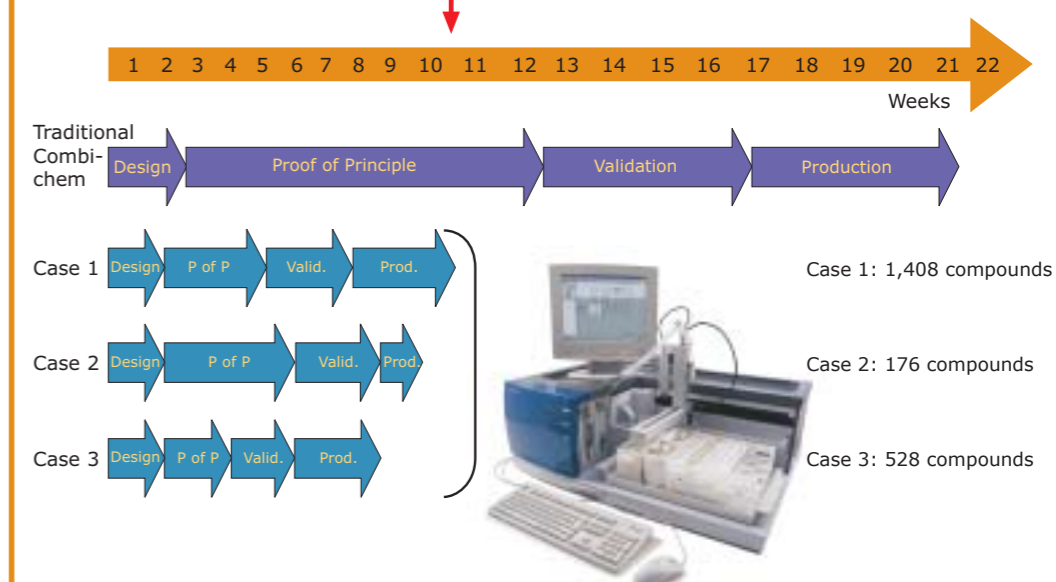 1 2 3 4 5 6 7 8 9 10 11 12 13 14 15 16 17 18 19 20 21 22
Weeks
Traditional
Combi-
chem
Design Proof of Principle Validation Production
Case 1 Design P of P Valid. Prod. Case 1: 1,408 compounds
Case 2 Design P of P Valid. Prod. Case 2: 176 compounds
Case 3 Design P of P Valid. Prod. Case 3: 528 compounds